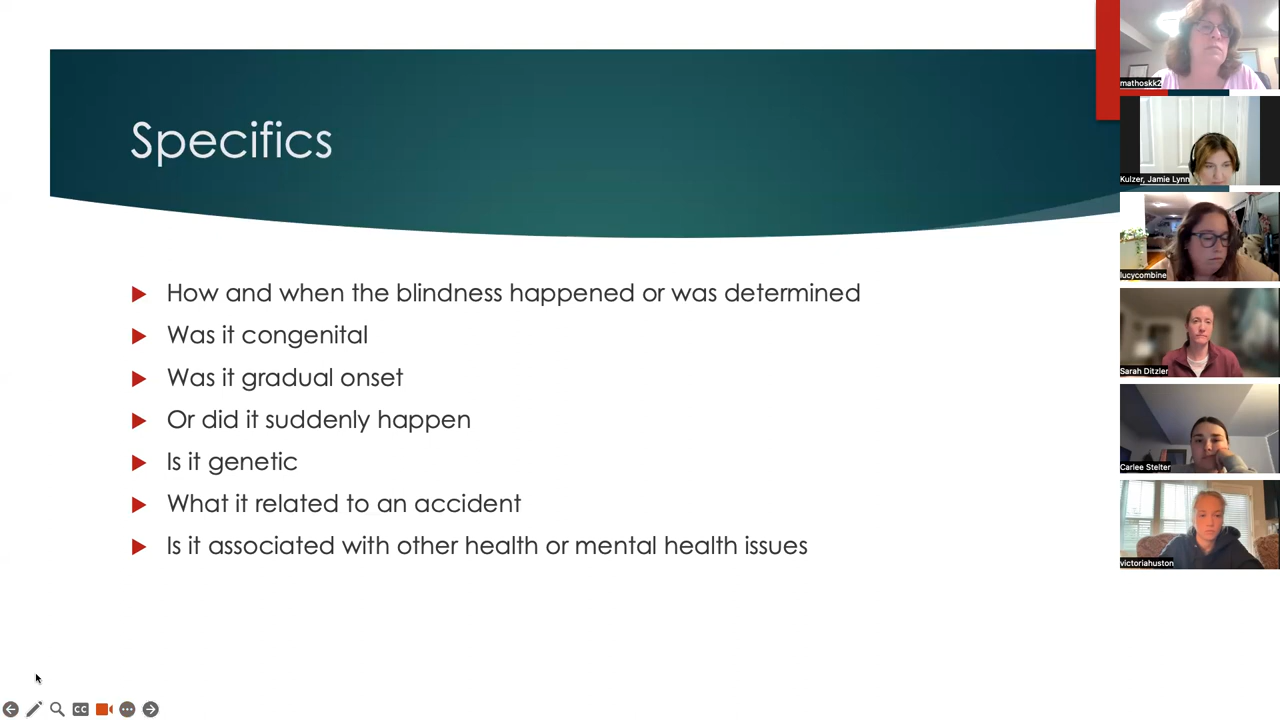 Specifics
How and when the blindness happened or was determined
Was it congenital
Was it gradual onset
Or did it suddenly happen
Is it genetic
What it related to an accident
Is it associated with other health or mental health issues
mathoskk2
Kulzer, Jamie Lynn
lucycombine
Sarah Ditzler
Carlee Stelter
victoriahuston
CC